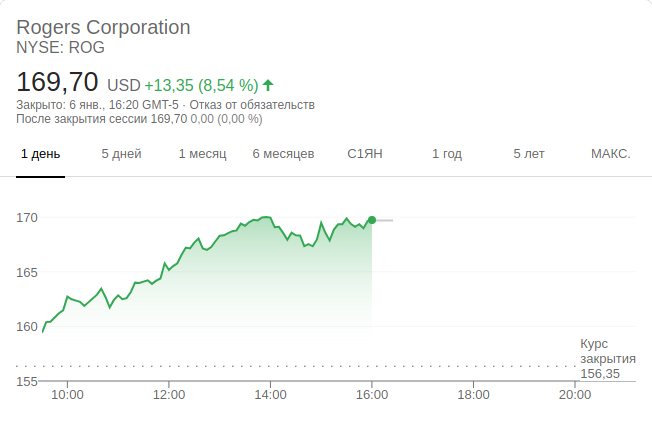 Rogers Corporation
NYSE: ROG
169,70 USD +13,35 (8,54 %)
Закрыто: 6 янв., 16:20 GMT-5 · Отказ от обязательств
После закрытия сессии 169,70 0,00 (0,00 %)
1 день 5 дней 1 месяц 6 месяцев С1ЯН 1 год 5 лет МАКС.
170
165
160
Курс
закрытия
156,35
155
10:00 12:00 14:00 16:00 18:00 20:00